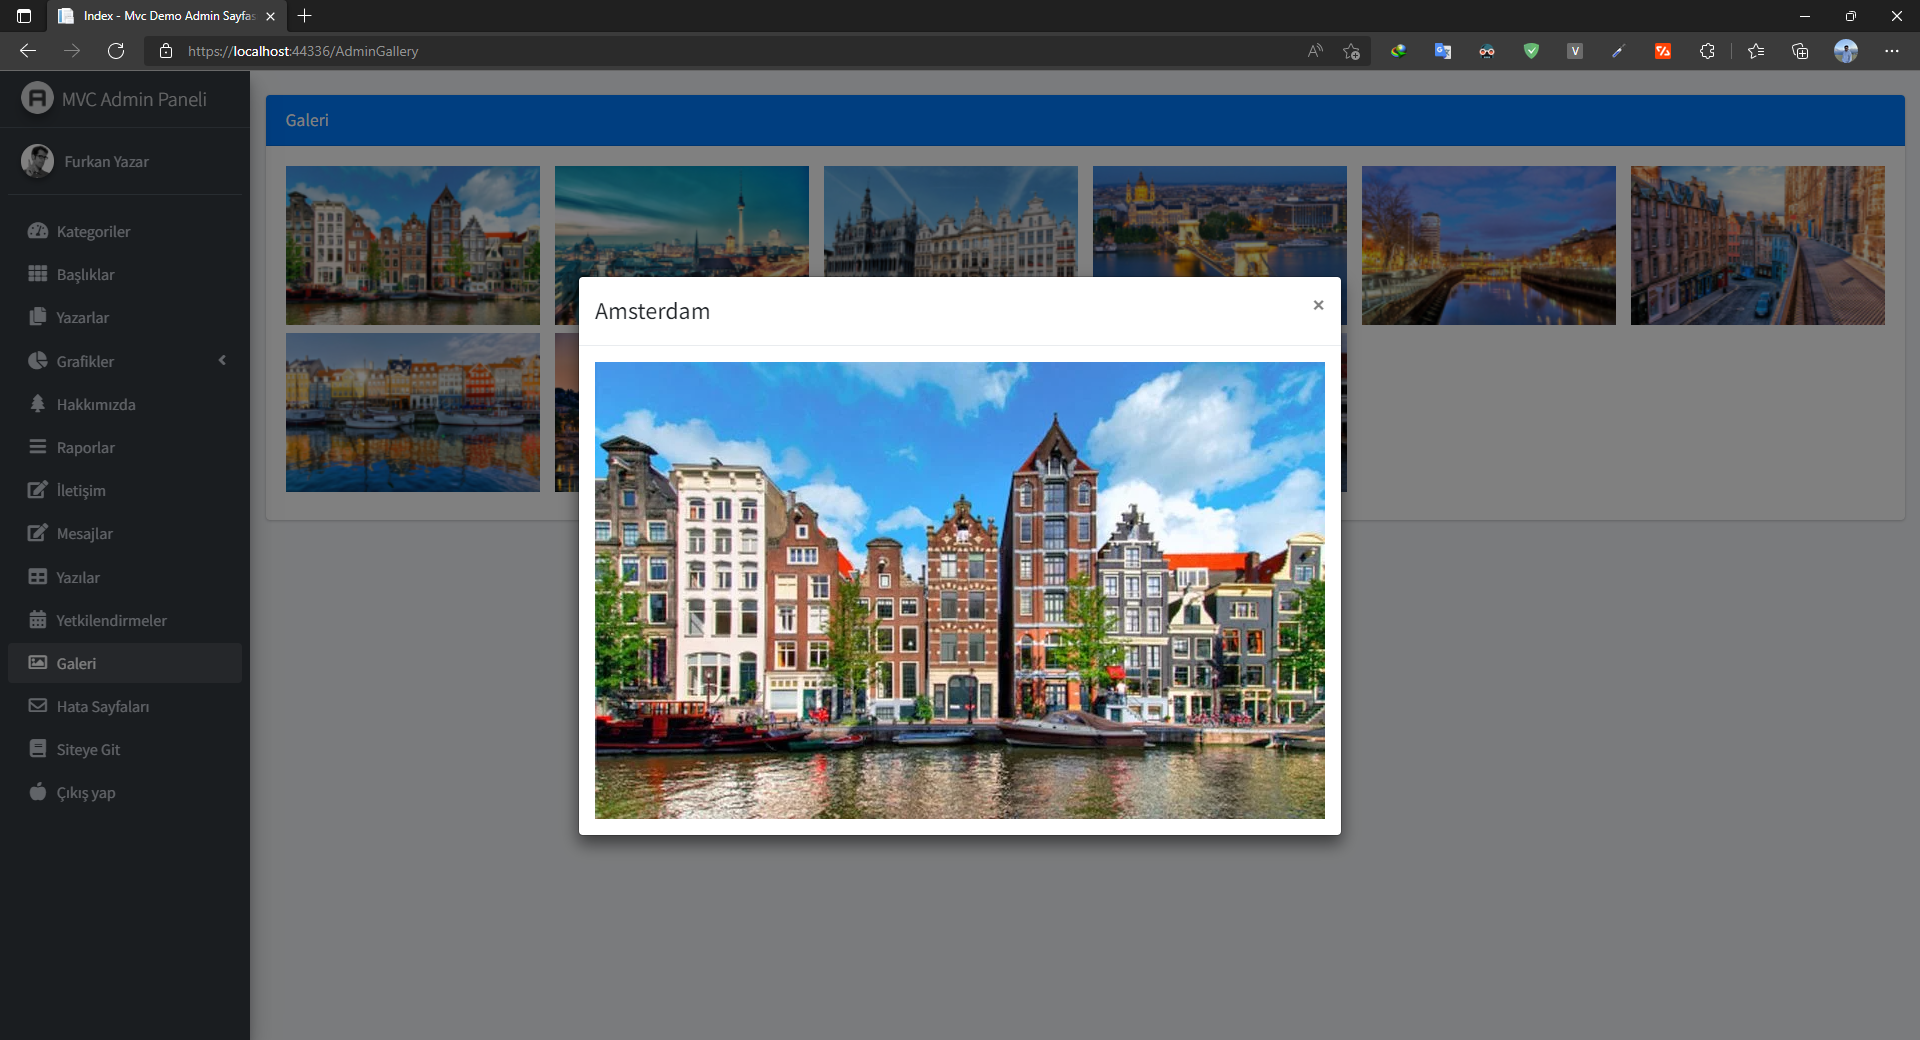 Index - Mvc Demo Admin Sayfas
https://localhost:44336/AdminGallery
MVC Admin Paneli
Furkan Yazar
Kategoriler
Başlıklar
Yazarlar
Grafikler
Hakkımızda
Raporlar
İletişim
Mesajlar
Yazılar
Yetkilendirmeler
Galeri
Hata Sayfaları
Siteye Git
Çıkış yap
Galeri
Amsterdam
×